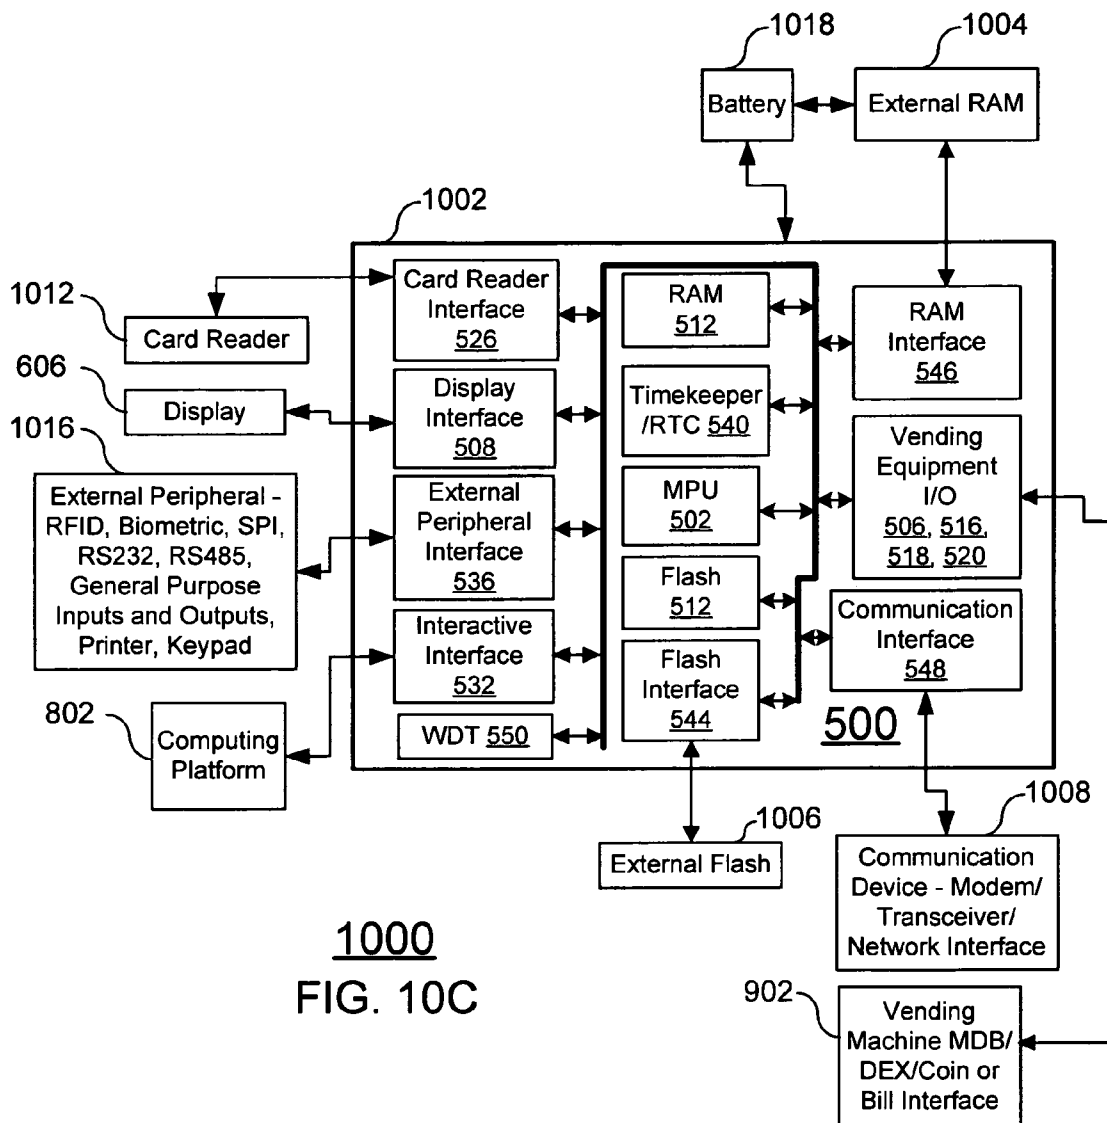 1018
1004
Battery
External RAM
1002
Card Reader
Interface
526
RAM
512
RAM
Interface
546
1012
Card Reader
606
Display
Display
Interface
508
Timekeeper
/RTC 540
Vending
Equipment
I/O
506, 516,
518, 520
1016
External Peripheral -
RFID, Biometric, SPI,
RS232, RS485,
General Purpose
Inputs and Outputs,
Printer, Keypad
External
Peripheral Interface
536
MPU
502
Flash
512
Communication
Interface
548
Interactive
Interface
532
Flash
Interface
544
802
Computing
Platform
WDT 550
500
1006
External Flash
1008
Communication
Device - Modem/
Transceiver/
Network Interface
1000
FIG. 10C
902
Vending
Machine MDB/
DEX/Coin or
Bill Interface